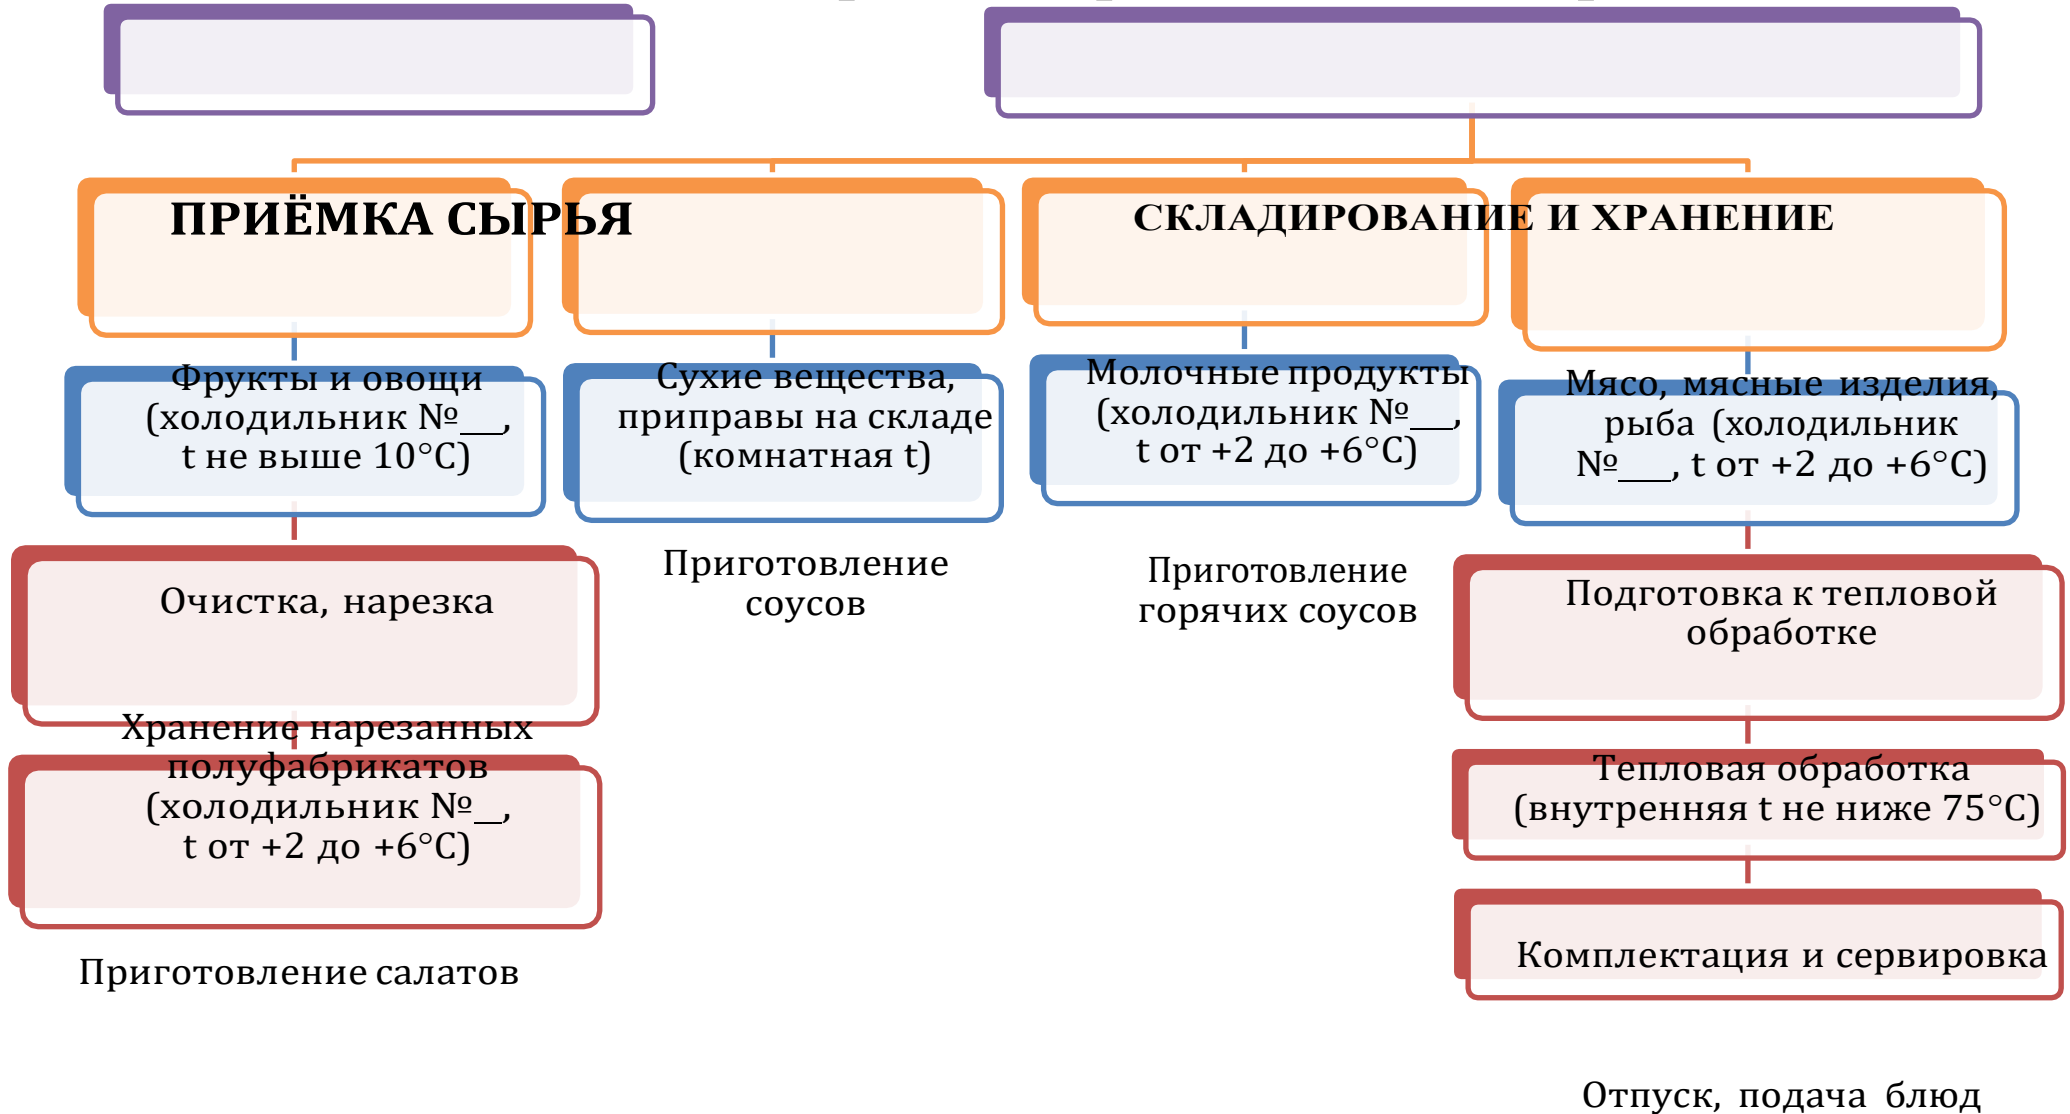 ПРИЁМКА СЫРЬЯ
СКЛАДИРОВАНИЕ И ХРАНЕНИЕ
Фрукты и овощи
(холодильник №___,
t не выше 10°С)
Сухие вещества,
приправы на складе
(комнатная t)
Молочные продукты
(холодильник №___,
t от +2 до +6°С)
Мясо, мясные изделия,
рыба (холодильник
№____, t от +2 до +6°С)
Очистка, нарезка
Приготовление
соусов
Приготовление
горячих соусов
Подготовка к тепловой
обработке
Хранение нарезанных
полуфабрикатов
(холодильник №__,
t от +2 до +6°С)
Тепловая обработка
(внутренняя t не ниже 75°С)
Приготовление салатов
Комплектация и сервировка
Отпуск, подача блюд